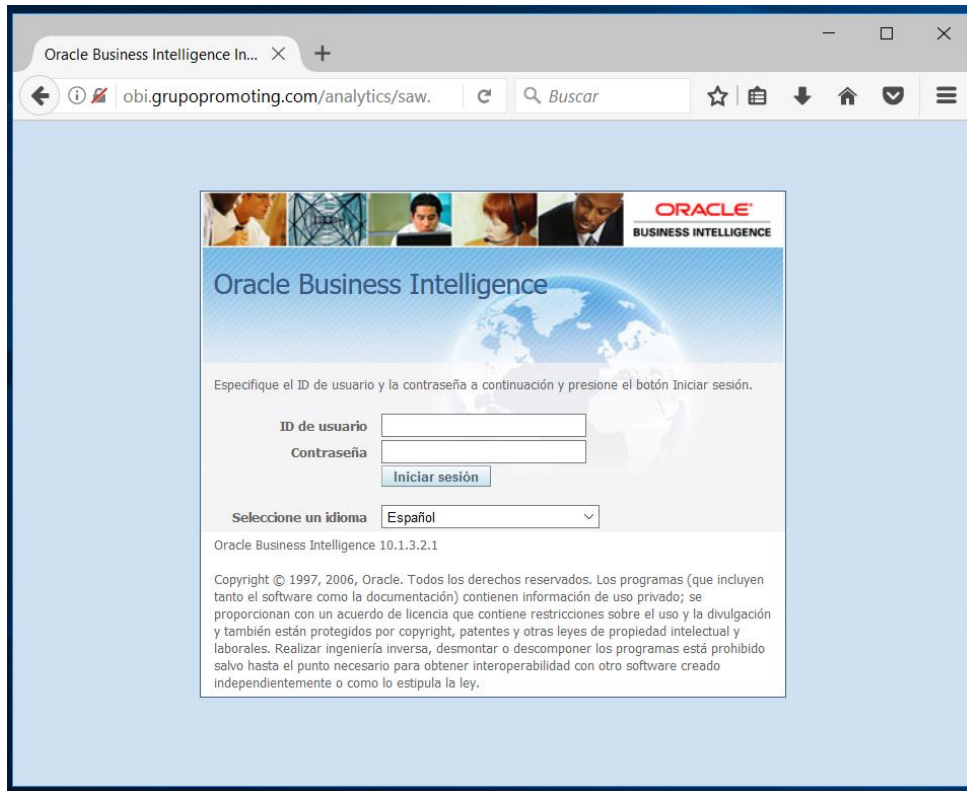 Oracle Business Intelligence In...
obi.grupopromoting.com/analytics/saw.
Buscar
ORACLE
BUSINESS INTELLIGENCE
Oracle Business Intelligence
Especifique el ID de usuario y la contraseña a continuación y presione el botón Iniciar sesión.
ID de usuario
Contraseña
Iniciar sesión
Seleccione un idioma Español
Oracle Business Intelligence 10.1.3.2.1
Copyright © 1997, 2006, Oracle. Todos los derechos reservados. Los programas (que incluyen
tanto el software como la documentación) contienen información de uso privado; se
proporcionan con un acuerdo de licencia que contiene restricciones sobre el uso y la divulgación
y también están protegidos por copyright, patentes y otras leyes de propiedad intelectual y
laborales. Realizar ingeniería inversa, desmontar o descomponer los programas está prohibido
salvo hasta el punto necesario para obtener interoperabilidad con otro software creado
independientemente o como lo estipula la ley.